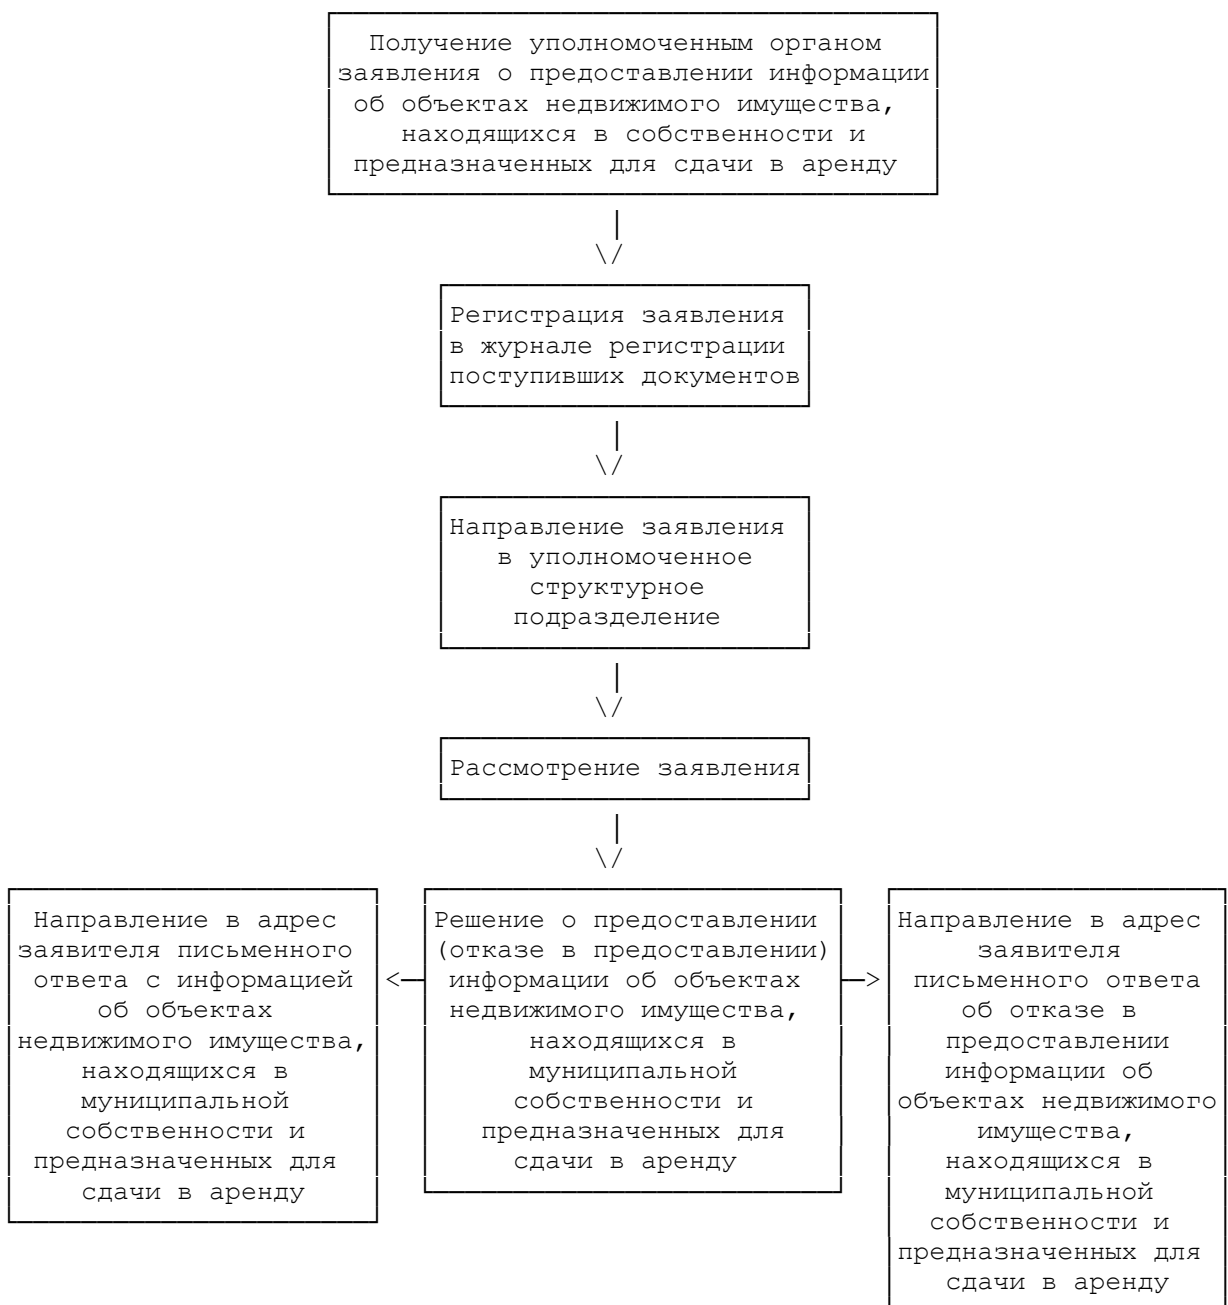 Получение уполномоченным органом
заявления о предоставлении информации
об объектах недвижимого имущества,
находящихся в собственности и
предназначенных для сдачи в аренду
Регистрация заявления
в журнале регистрации
поступивших документов
Направление заявления
в уполномоченное
структурное
подразделение
Рассмотрение заявления
Направление в адрес
заявителя письменного
ответа с информацией
об объектах
недвижимого имущества,
находящихся в
муниципальной
собственности и
предназначенных для
сдачи в аренду
Решение о предоставлении
(отказе в предоставлении)
информации об объектах
недвижимого имущества,
находящихся в
муниципальной
собственности и
предназначенных для
сдачи в аренду
Направление в адрес
заявителя
письменного ответа
об отказе в
предоставлении
информации об
объектах недвижимого
имущества,
находящихся в
муниципальной
собственности и
предназначенных для
сдачи в аренду